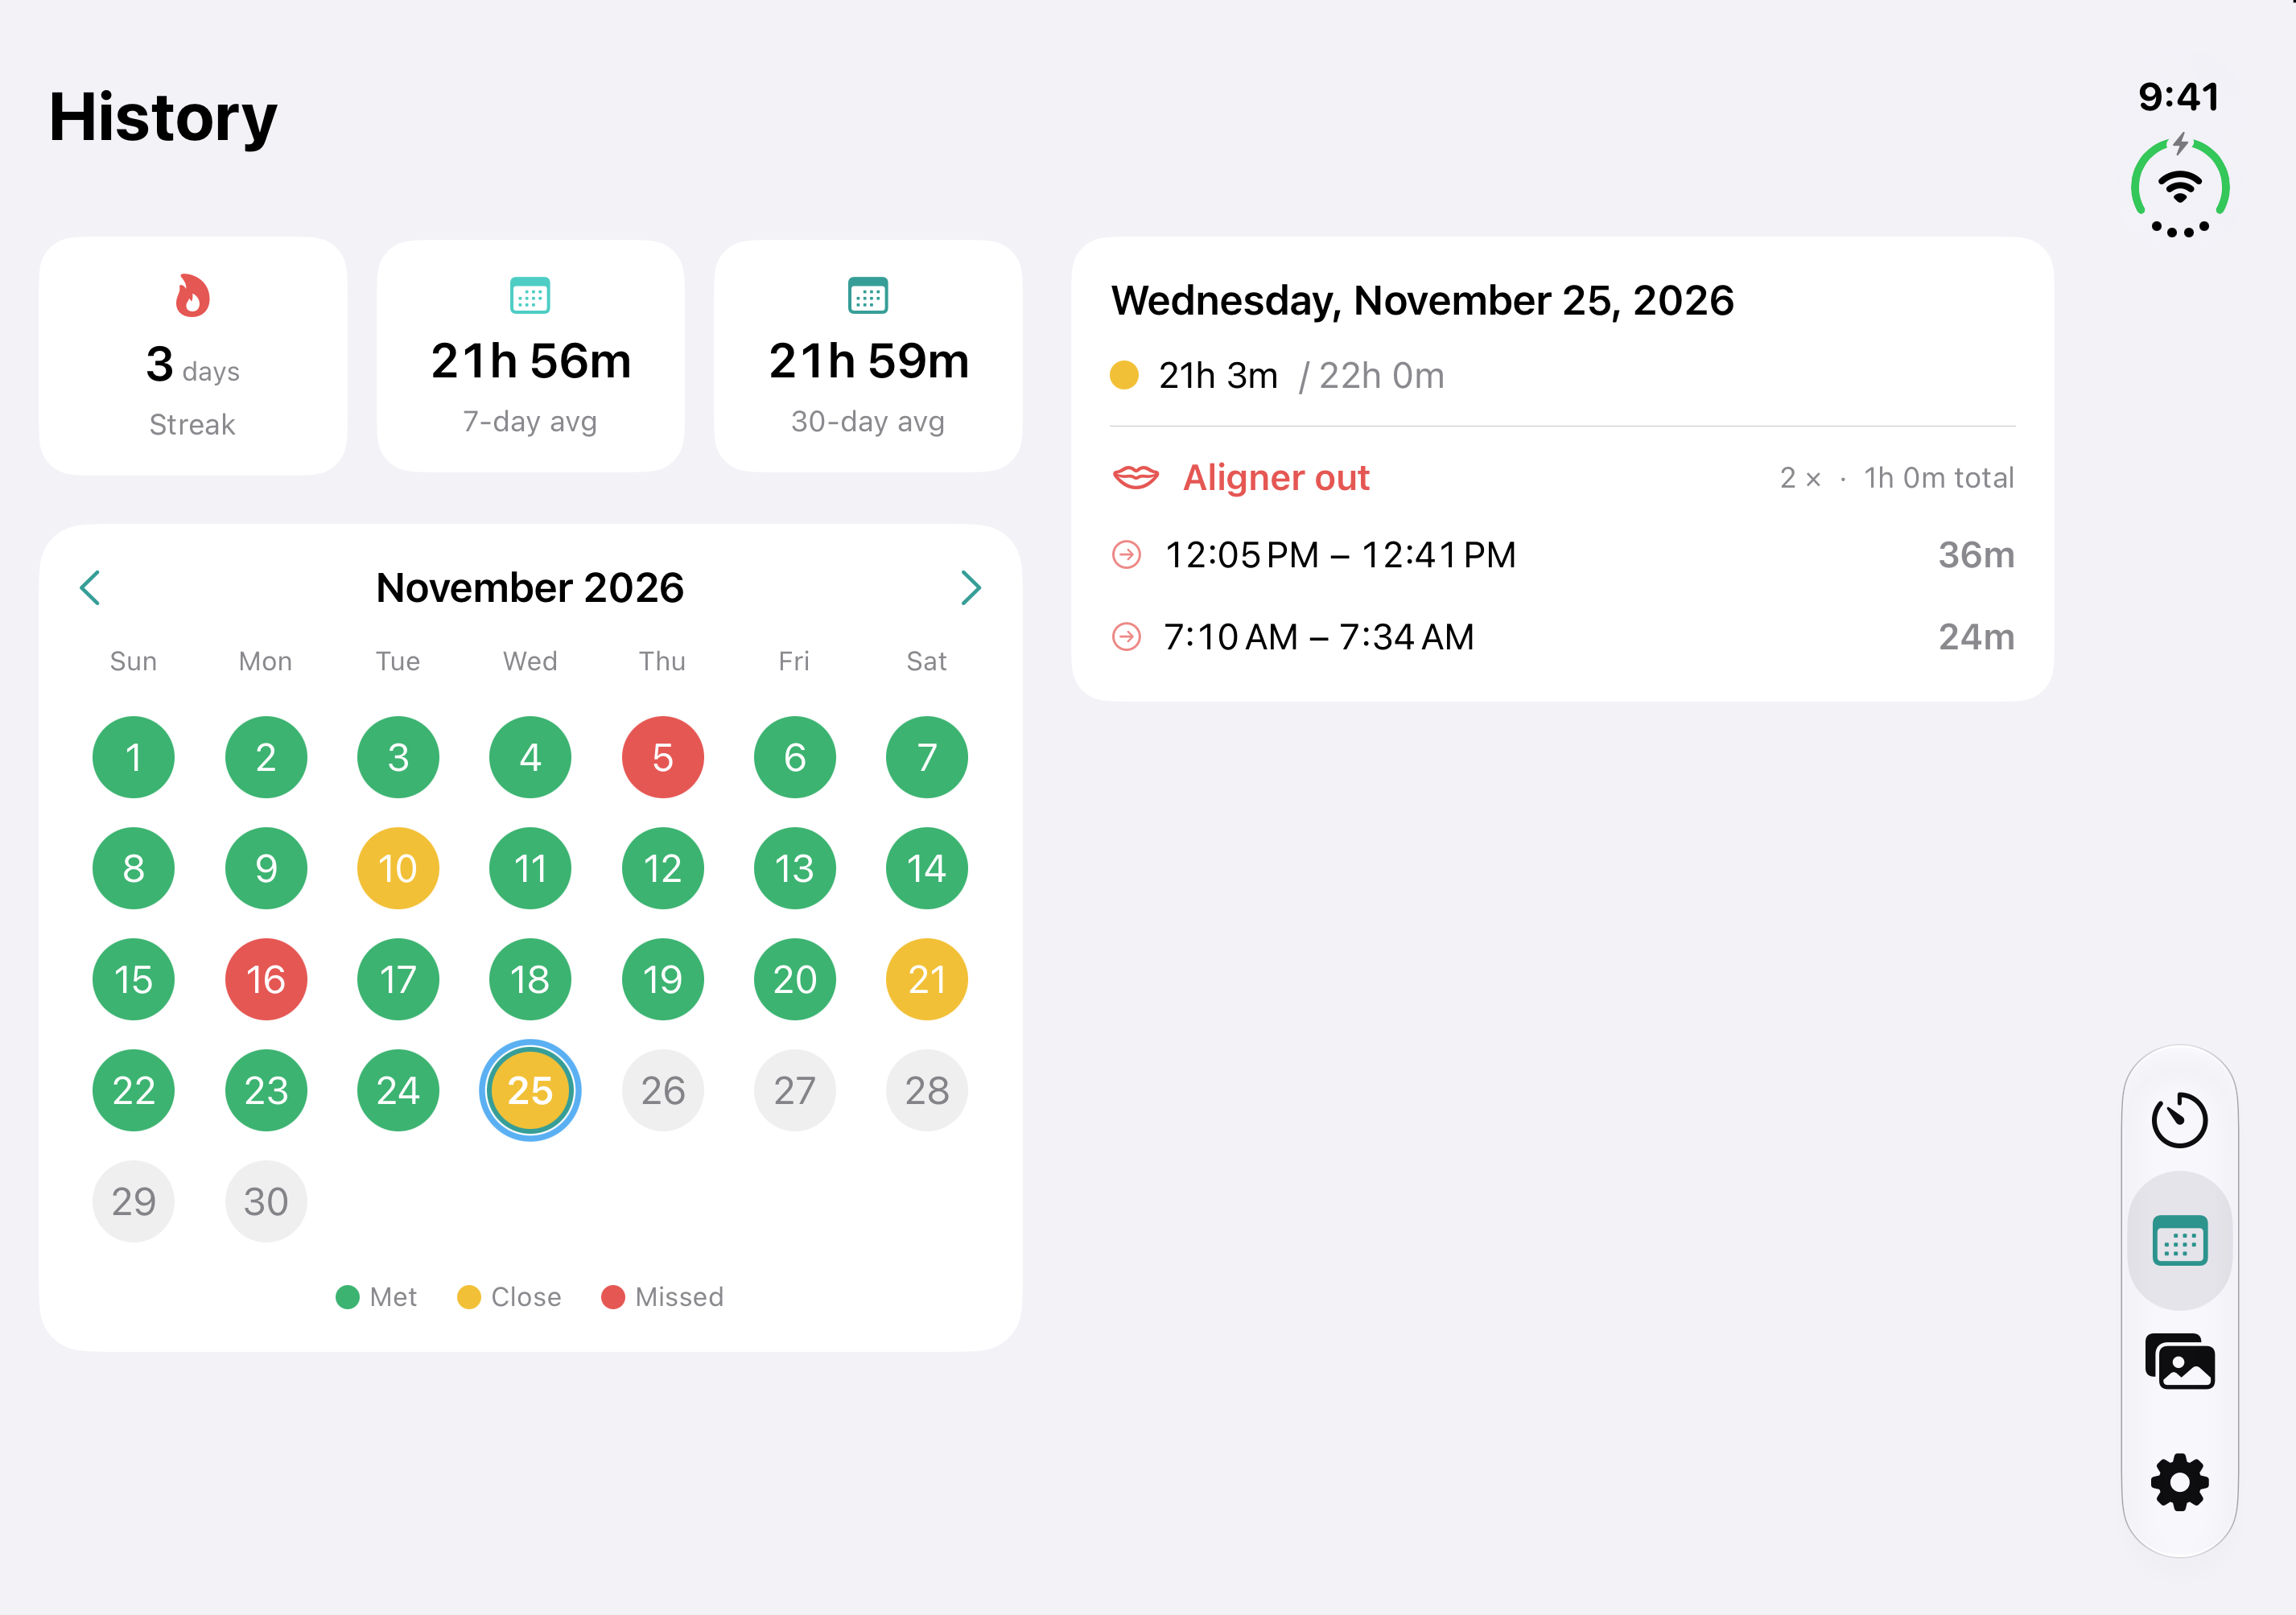 History
9:41
3 days
Streak
21h 56m
7-day avg
21h 59m
30-day avg
November 2026
Sun Mon Tue Wed Thu Fri Sat
1 2 3 4 5 6 7
8 9 10 11 12 13 14
15 16 17 18 19 20 21
22 23 24 25 26 27 28
29 30
Met Close Missed
Wednesday, November 25, 2026
21h 3m / 22h 0m
Aligner out 2 × · 1h 0m total
12:05 PM – 12:41 PM 36m
7:10 AM – 7:34 AM 24m